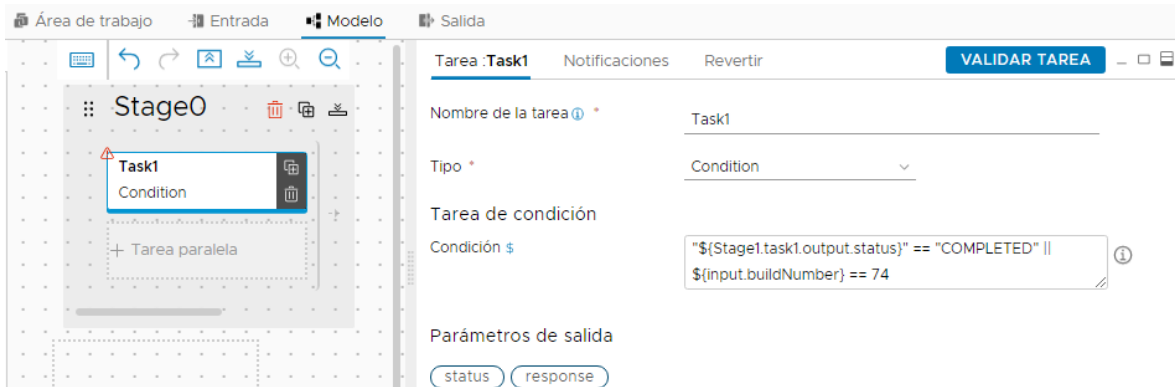 Área de trabajo Entrada Modelo Salida
Stage0
Task1
Condition
+ Tarea paralela
Tarea :Task1 Notificaciones Revertir VALIDAR TAREA
Nombre de la tarea * Task1
Tipo * Condition
Tarea de condición
Condición $ "${Stage1.task1.output.status}" == "COMPLETED" ||
${input.buildNumber} == 74
Parámetros de salida
status response